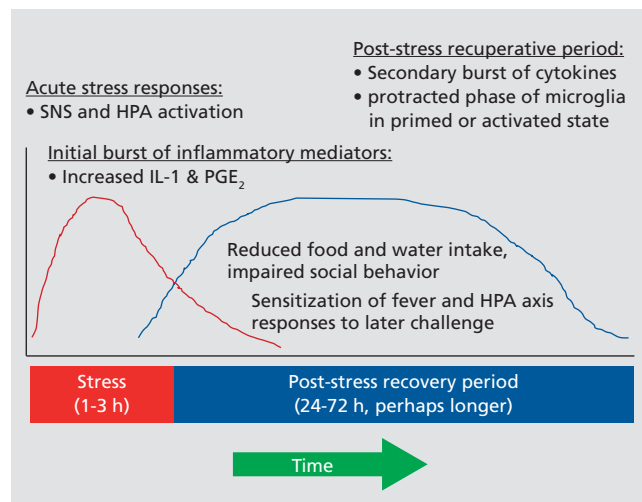 Post-stress recuperative period:
• Secondary burst of cytokines
• protracted phase of microglia
in primed or activated state
Acute stress responses:
• SNS and HPA activation
Initial burst of inflammatory mediators:
• Increased IL-1 & PGE₂
Reduced food and water intake,
impaired social behavior
Sensitization of fever and HPA axis
responses to later challenge
Stress
(1-3 h)
Post-stress recovery period
(24-72 h, perhaps longer)
Time